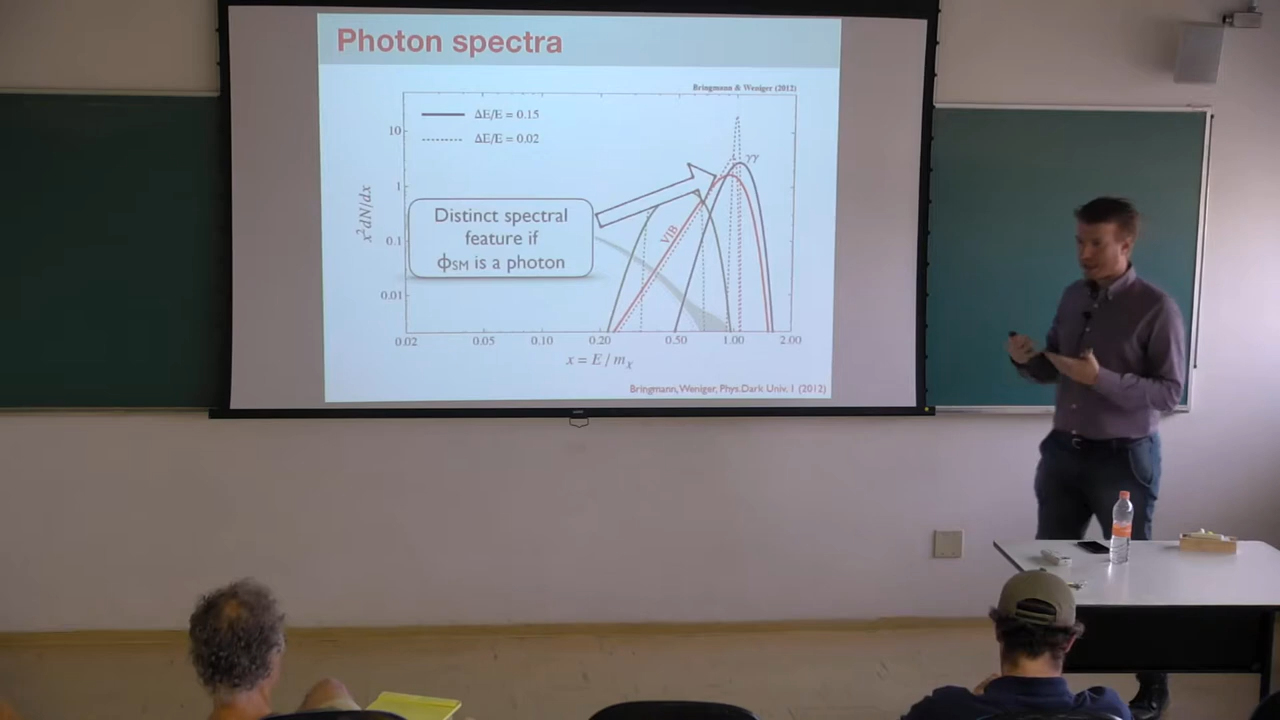 Photon spectra
Bringmann & Weniger (2012)
ΔE/E = 0.15
ΔE/E = 0.02
10
1
0.1
0.01
x²dN/dx
γγ
VIB
Distinct spectral
feature if
ϕSM is a photon
0.02 0.05 0.10 0.20 0.50 1.00 2.00
x = E / mχ
Bringmann, Weniger, Phys.Dark. Univ. 1 (2012)